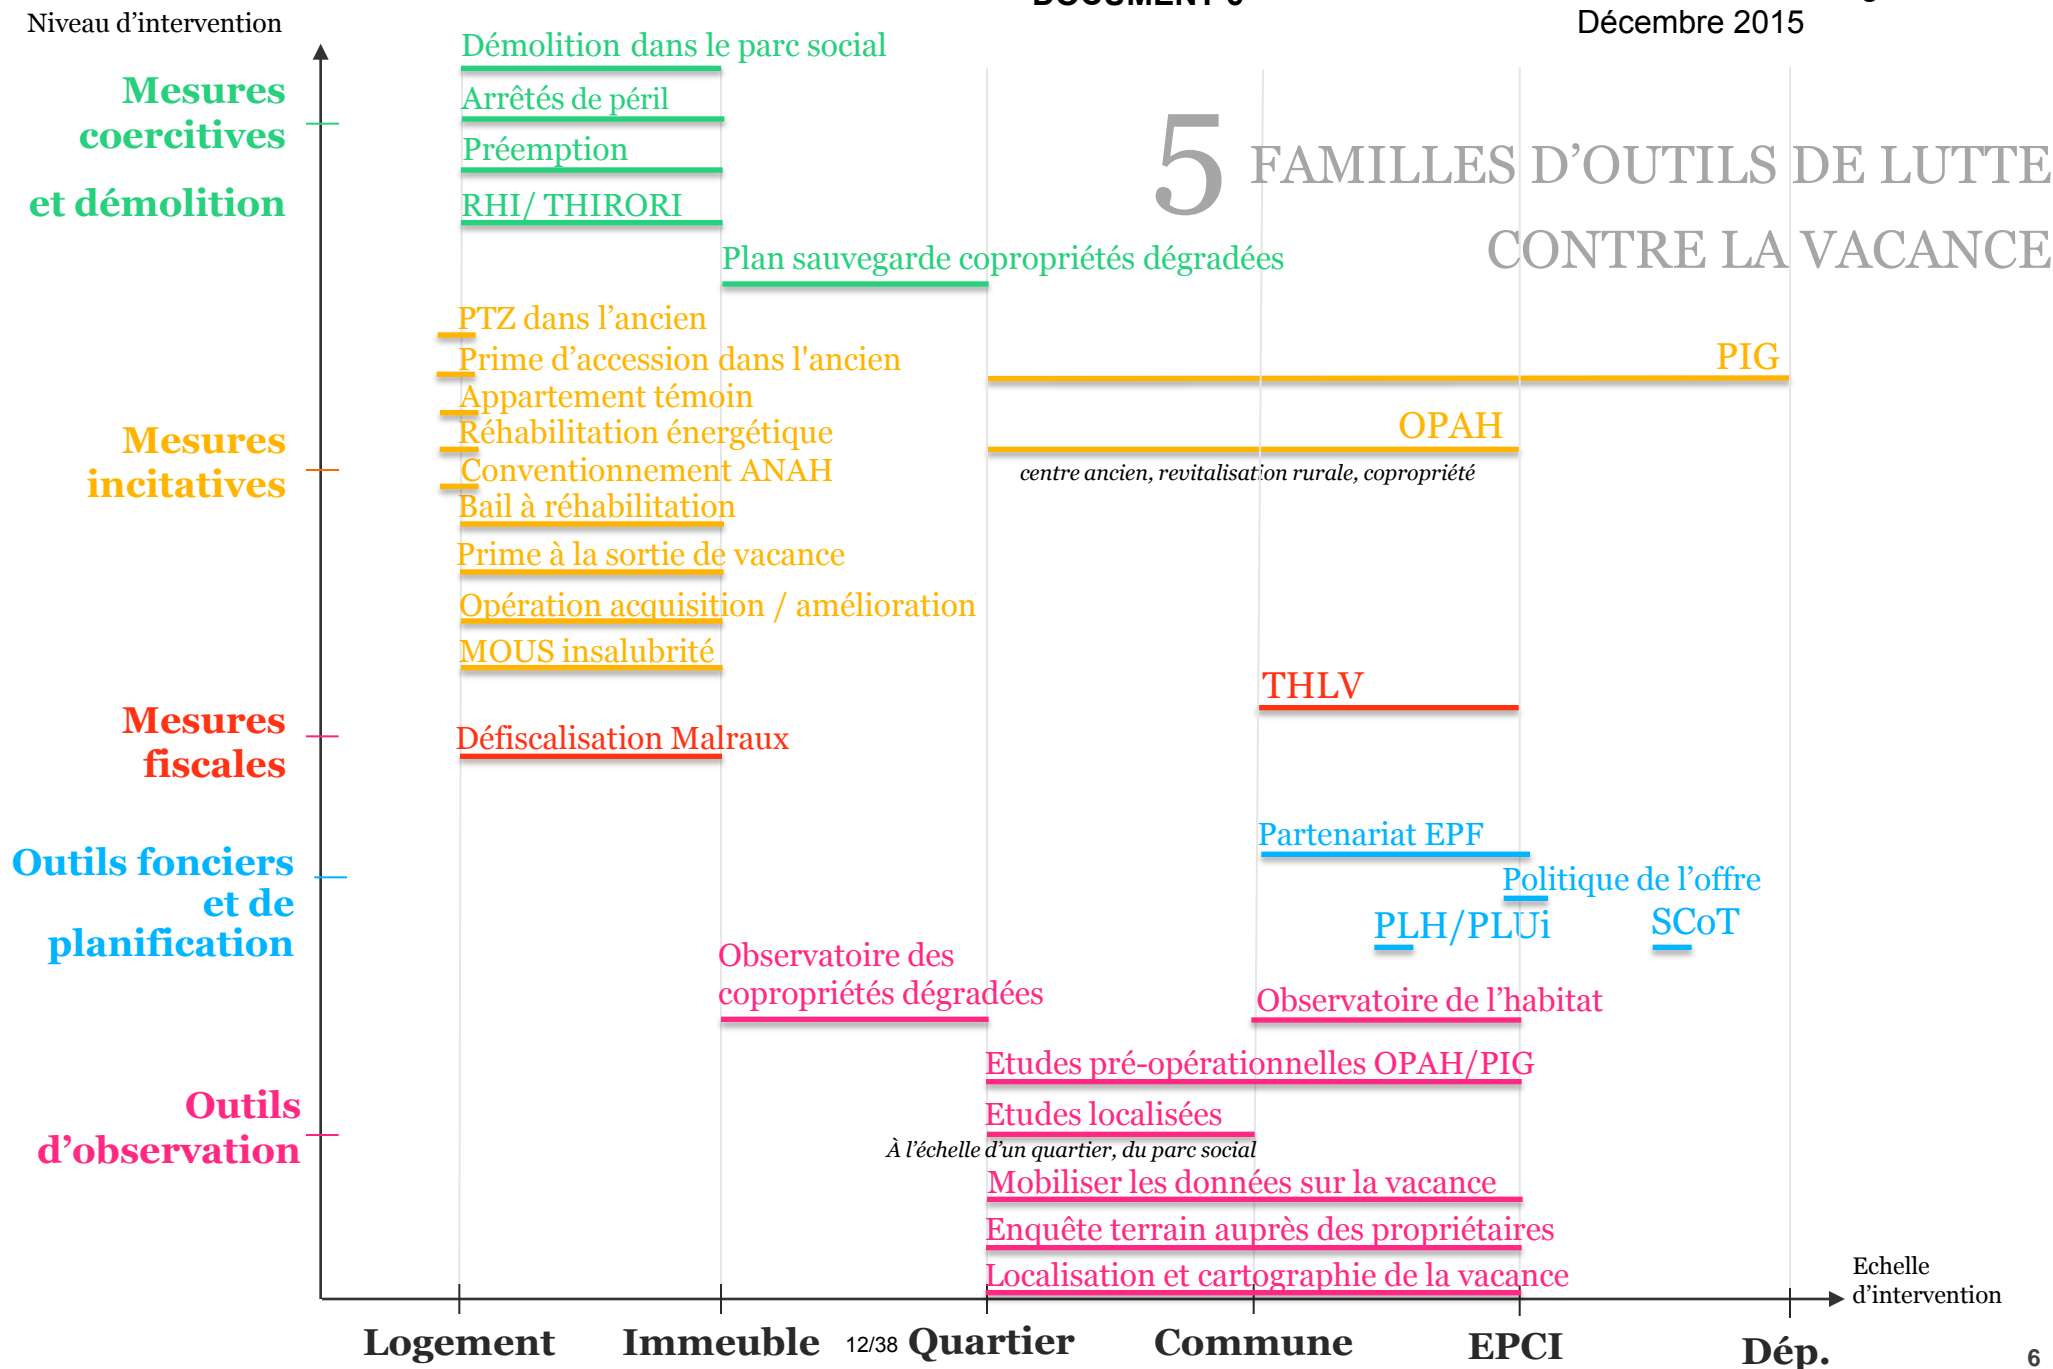 Niveau d’intervention
Décembre 2015
5 FAMILLES D’OUTILS DE LUTTE
CONTRE LA VACANCE
Mesures
coercitives
et démolition
Démolition dans le parc social
Arrêtés de péril
Préemption
RHI/ THIRORI
Plan sauvegarde copropriétés dégradées
Mesures
incitatives
PTZ dans l’ancien
Prime d’accession dans l'ancien
Appartement témoin
Réhabilitation énergétique
Conventionnement ANAH
Bail à réhabilitation
Prime à la sortie de vacance
Opération acquisition / amélioration
MOUS insalubrité
PIG
OPAH
centre ancien, revitalisation rurale, copropriété
Mesures
fiscales
THLV
Défiscalisation Malraux
Outils fonciers
et de
planification
Partenariat EPF
Politique de l’offre
PLH/PLUi
SCoT
Outils
d’observation
Observatoire des
copropriétés dégradées
Observatoire de l’habitat
Etudes pré-opérationnelles OPAH/PIG
Etudes localisées
À l’échelle d’un quartier, du parc social
Mobiliser les données sur la vacance
Enquête terrain auprès des propriétaires
Localisation et cartographie de la vacance
Echelle
d’intervention
Logement Immeuble 12/38 Quartier Commune EPCI Dép.
6